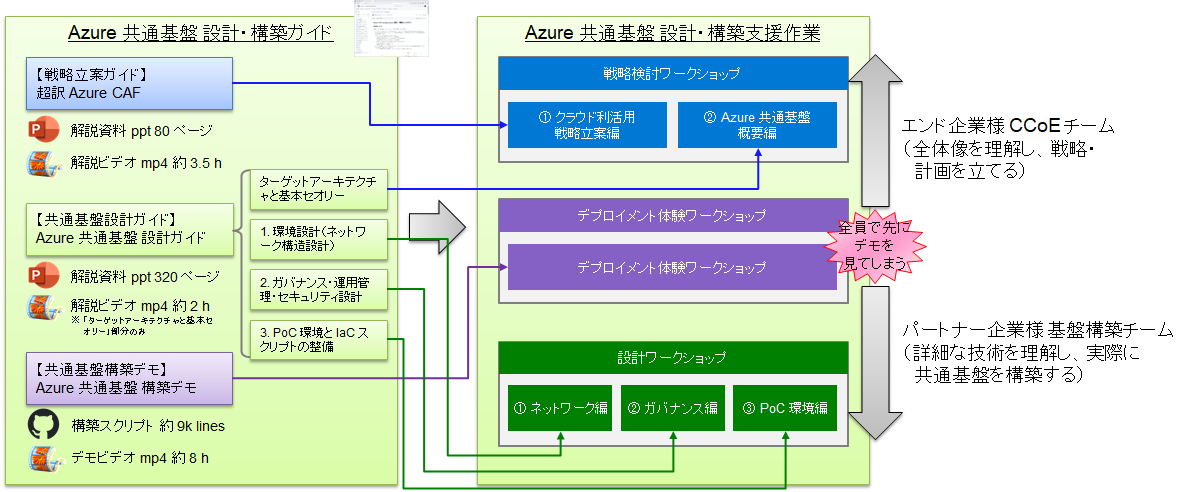 Azure 共通基盤 設計・構築ガイド
【戦略立案ガイド】
超訳 Azure CAF
解説資料 ppt 80 ページ
解説ビデオ mp4 約 3.5 h
【共通基盤設計ガイド】
Azure 共通基盤 設計ガイド
解説資料 ppt 320 ページ
解説ビデオ mp4 約 2 h
※「ターゲットアーキテクチャと基本セ
オリー」部分のみ
【共通基盤構築デモ】
Azure 共通基盤 構築デモ
構築スクリプト 約 9k lines
デモビデオ mp4 約 8 h
ターゲットアーキテクチ
ャと基本セオリー
1. 環境設計（ネットワ
ーク構造設計）
2. ガバナンス・運用管
理・セキュリティ設計
3. PoC 環境と IaC ス
クリプトの整備
Azure 共通基盤 設計・構築支援作業
戦略検討ワークショップ
① クラウド利活用
戦略立案編
② Azure 共通基盤
概要編
デプロイメント体験ワークショップ
デプロイメント体験ワークショップ
設計ワークショップ
① ネットワーク編
② ガバナンス編
③ PoC 環境編
エンド企業様 CCoE チーム
（全体像を理解し、戦略・
計画を立てる）
全員で先に
デモを
見てしまう
パートナー企業様 基盤構築チーム
（詳細な技術を理解し、実際に
共通基盤を構築する）